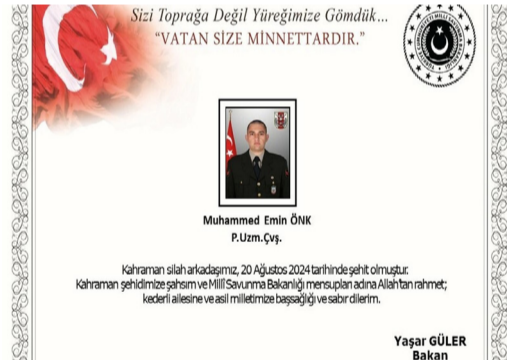 Sizi Toprağa Değil Yüreğimize Gömdük...
“VATAN SİZE MİNNETTARDIR.”
Muhammed Emin ÖNK
P.Uzm.Çvş.
Kahraman silah arkadaşımız, 20 Ağustos 2024 tarihinde şehit olmuştur.
Kahraman şehidimize şahsım ve Millî Savunma Bakanlığı mensupları adına Allah'tan rahmet;
kederli ailesine ve asil milletimize başsağlığı ve sabır dilerim.
Yaşar GÜLER
Bakan